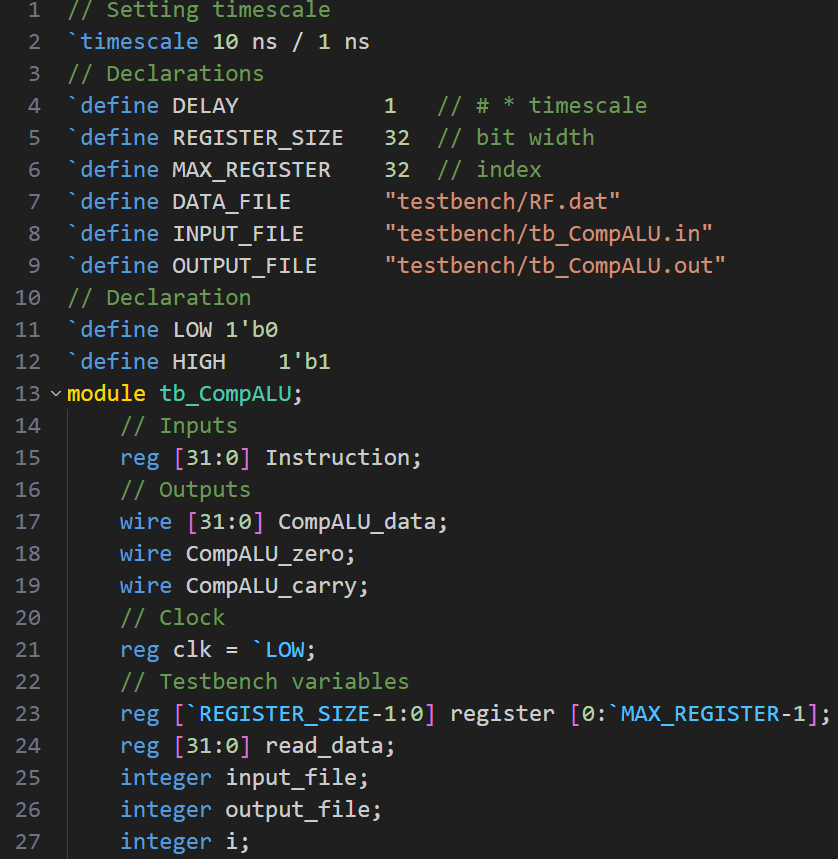 1 // Setting timescale
2 `timescale 10 ns / 1 ns
3 // Declarations
4 `define DELAY           1   // # * timescale
5 `define REGISTER_SIZE   32  // bit width
6 `define MAX_REGISTER    32  // index
7 `define DATA_FILE       "testbench/RF.dat"
8 `define INPUT_FILE      "testbench/tb_CompALU.in"
9 `define OUTPUT_FILE     "testbench/tb_CompALU.out"
10 // Declaration
11 `define LOW 1'b0
12 `define HIGH    1'b1
13 module tb_CompALU;
14     // Inputs
15     reg [31:0] Instruction;
16     // Outputs
17     wire [31:0] CompALU_data;
18     wire CompALU_zero;
19     wire CompALU_carry;
20     // Clock
21     reg clk = `LOW;
22     // Testbench variables
23     reg [`REGISTER_SIZE-1:0] register [0:`MAX_REGISTER-1];
24     reg [31:0] read_data;
25     integer input_file;
26     integer output_file;
27     integer i;